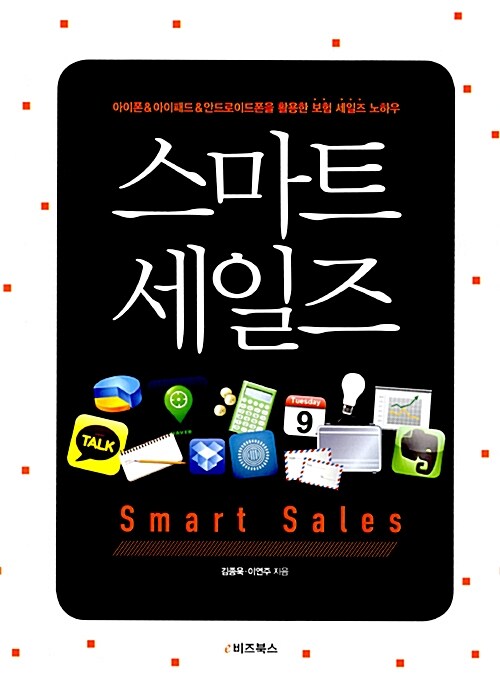 아이폰&아이패드&안드로이드폰을 활용한 보험 세일즈 노하우
스마트
세일즈
TALK
Tuesday
9
Smart Sales
김종욱·이연주 지음
e비즈북스